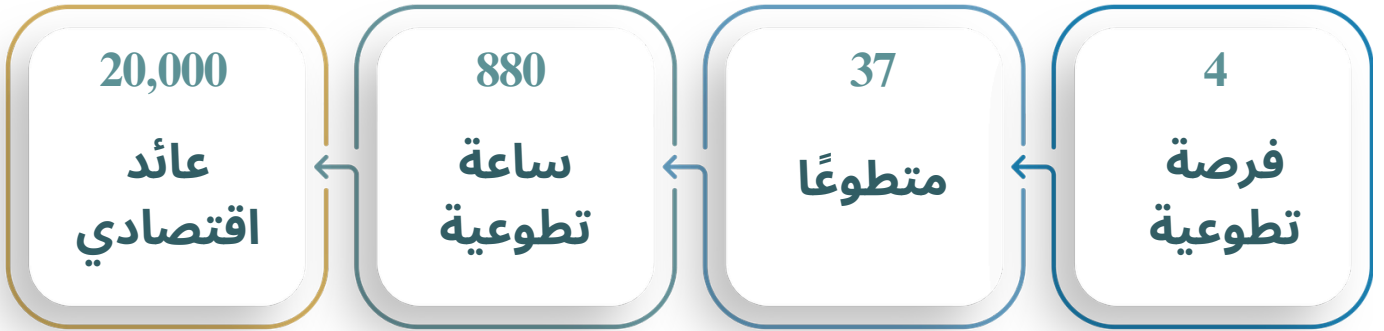 4
فرصة
تطوعية
37
متطوعًا
880
ساعة
تطوعية
20,000
عائد
اقتصادي